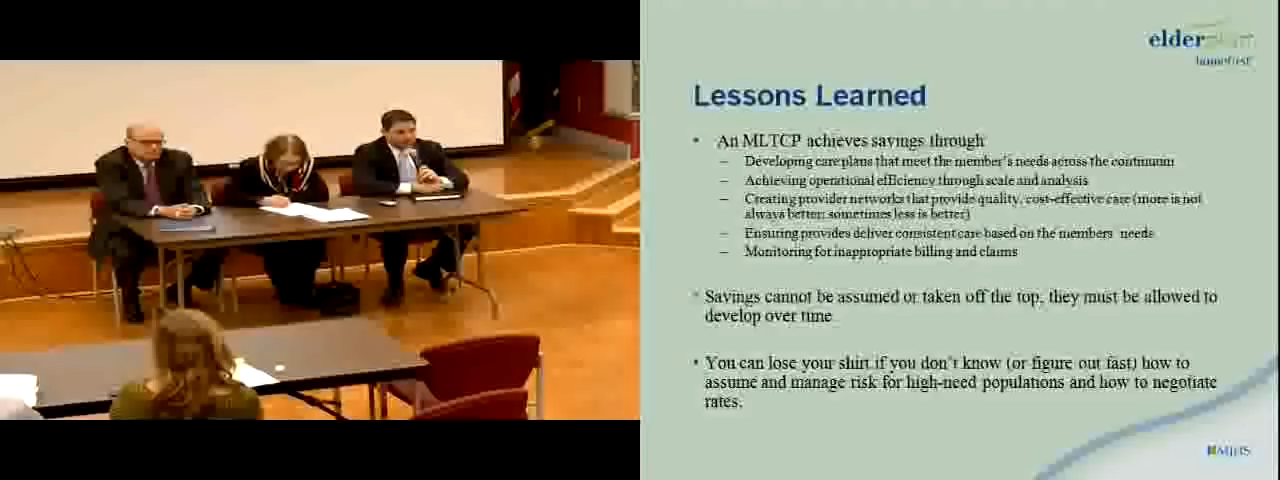 elder
homefirst
Lessons Learned
• An MLTCP achieves savings through
– Developing care plans that meet the member's needs across the continuum
– Achieving operational efficiency through scale and analysis
– Creating provider networks that provide quality, cost-effective care (more is not
always better; sometimes less is better)
– Ensuring provides deliver consistent care based on the members needs
– Monitoring for inappropriate billing and claims
• Savings cannot be assumed or taken off the top, they must be allowed to
develop over time
• You can lose your shirt if you don't know (or figure out fast) how to
assume and manage risk for high-need populations and how to negotiate
rates.
MJHS